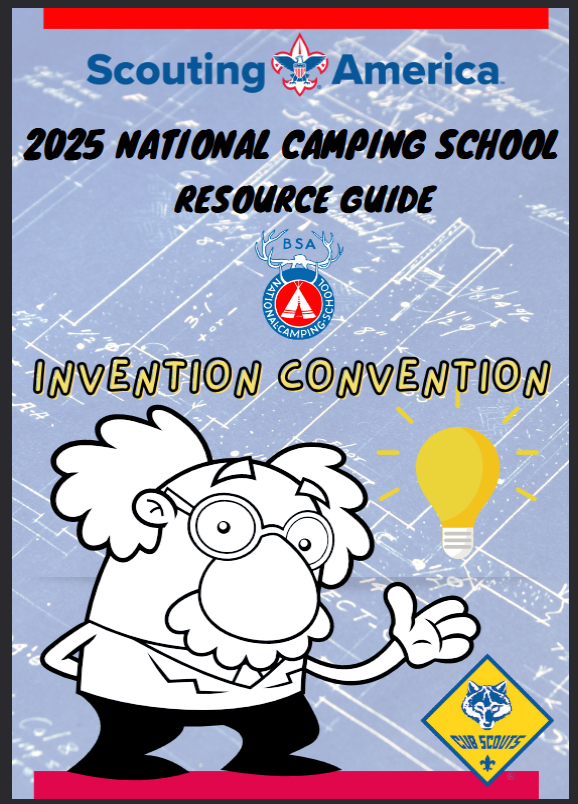 Scouting America
2025 NATIONAL CAMPING SCHOOL
RESOURCE GUIDE
BSA
NATIONAL CAMPING SCHOOL
INVENTION CONVENTION
CUB SCOUTS